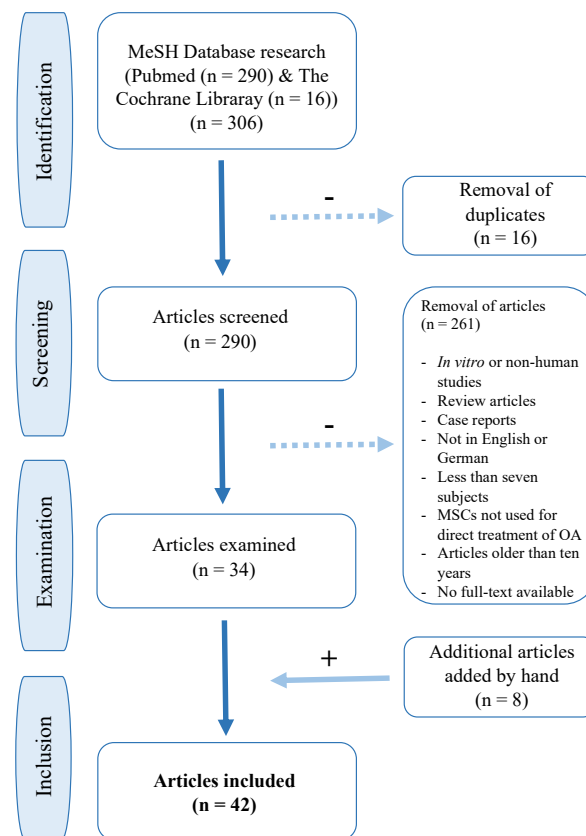 Identification
MeSH Database research
(Pubmed (n = 290) & The
Cochrane Libraray (n = 16))
(n = 306)
-
Removal of
duplicates
(n = 16)
Screening
Articles screened
(n = 290)
-
Removal of articles
(n = 261)
- In vitro or non-human
studies
- Review articles
- Case reports
- Not in English or
German
- Less than seven
subjects
- MSCs not used for
direct treatment of OA
- Articles older than ten
years
- No full-text available
Examination
Articles examined
(n = 34)
+
Additional articles
added by hand
(n = 8)
Inclusion
Articles included
(n = 42)